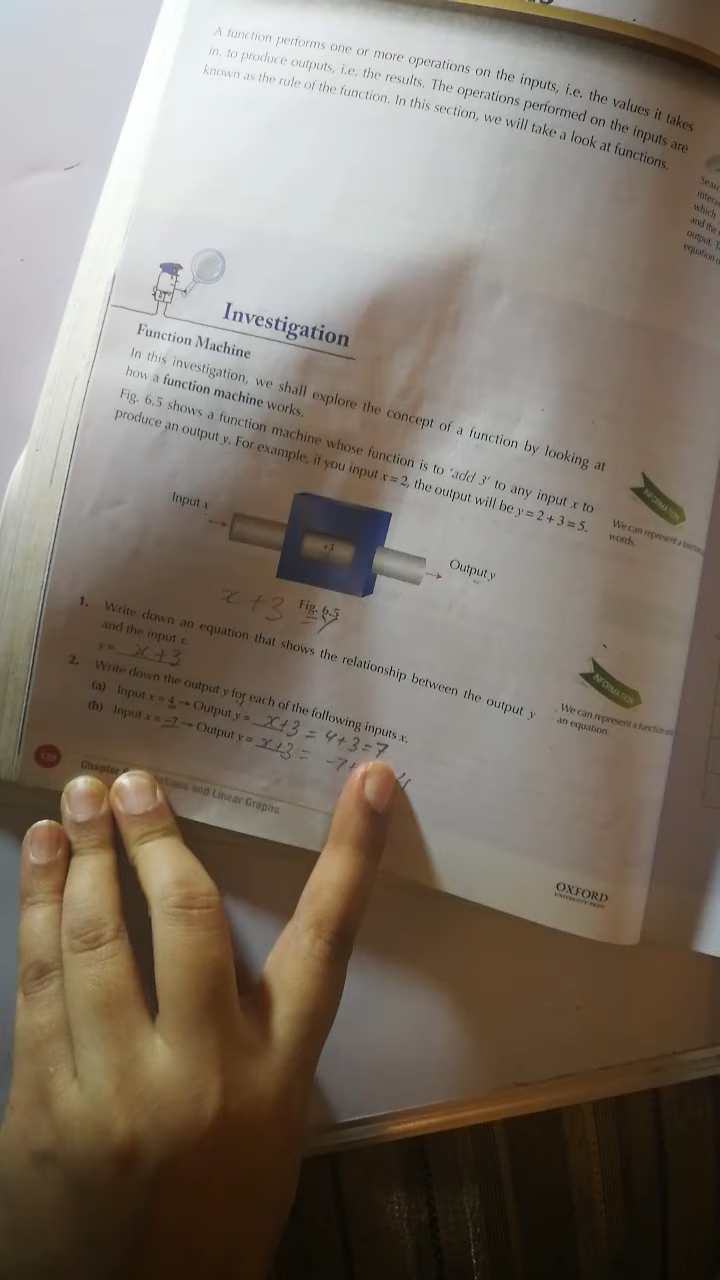 A function performs one or more operations on the inputs, i.e. the values it takes
in, to produce outputs, i.e. the results. The operations performed on the inputs are
known as the rule of the function. In this section, we will take a look at functions.
Investigation
Function Machine
In this investigation, we shall explore the concept of a function by looking at
how a function machine works.
Fig. 6.5 shows a function machine whose function is to 'add 3' to any input x to
produce an output y. For example, if you input x = 2, the output will be y = 2 + 3 = 5.
Input x
+3
Output y
x + 3 = y
Fig. 6.5
1. Write down an equation that shows the relationship between the output y
and the input x.
y = x+3
2. Write down the output y for each of the following inputs x.
(a) Input x = 4 → Output y = x+3 = 4+3=7
(b) Input x = -7 → Output y = x+3 = -7+
Chapter
and Linear Graphs
OXFORD
UNIVERSITY PRESS
INFORMATION
We can represent a
words.
INFORMATION
We can represent a function
an equation.
and the
output.
equation